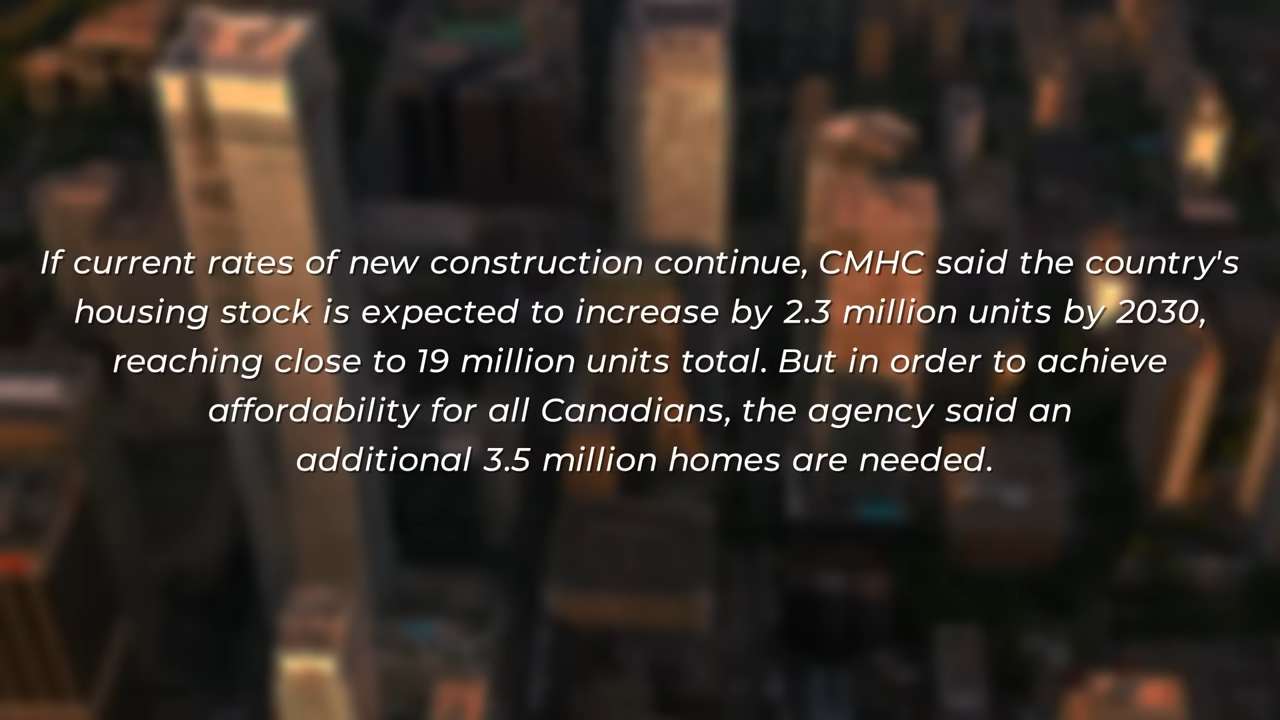 If current rates of new construction continue, CMHC said the country's
housing stock is expected to increase by 2.3 million units by 2030,
reaching close to 19 million units total. But in order to achieve
affordability for all Canadians, the agency said an
additional 3.5 million homes are needed.